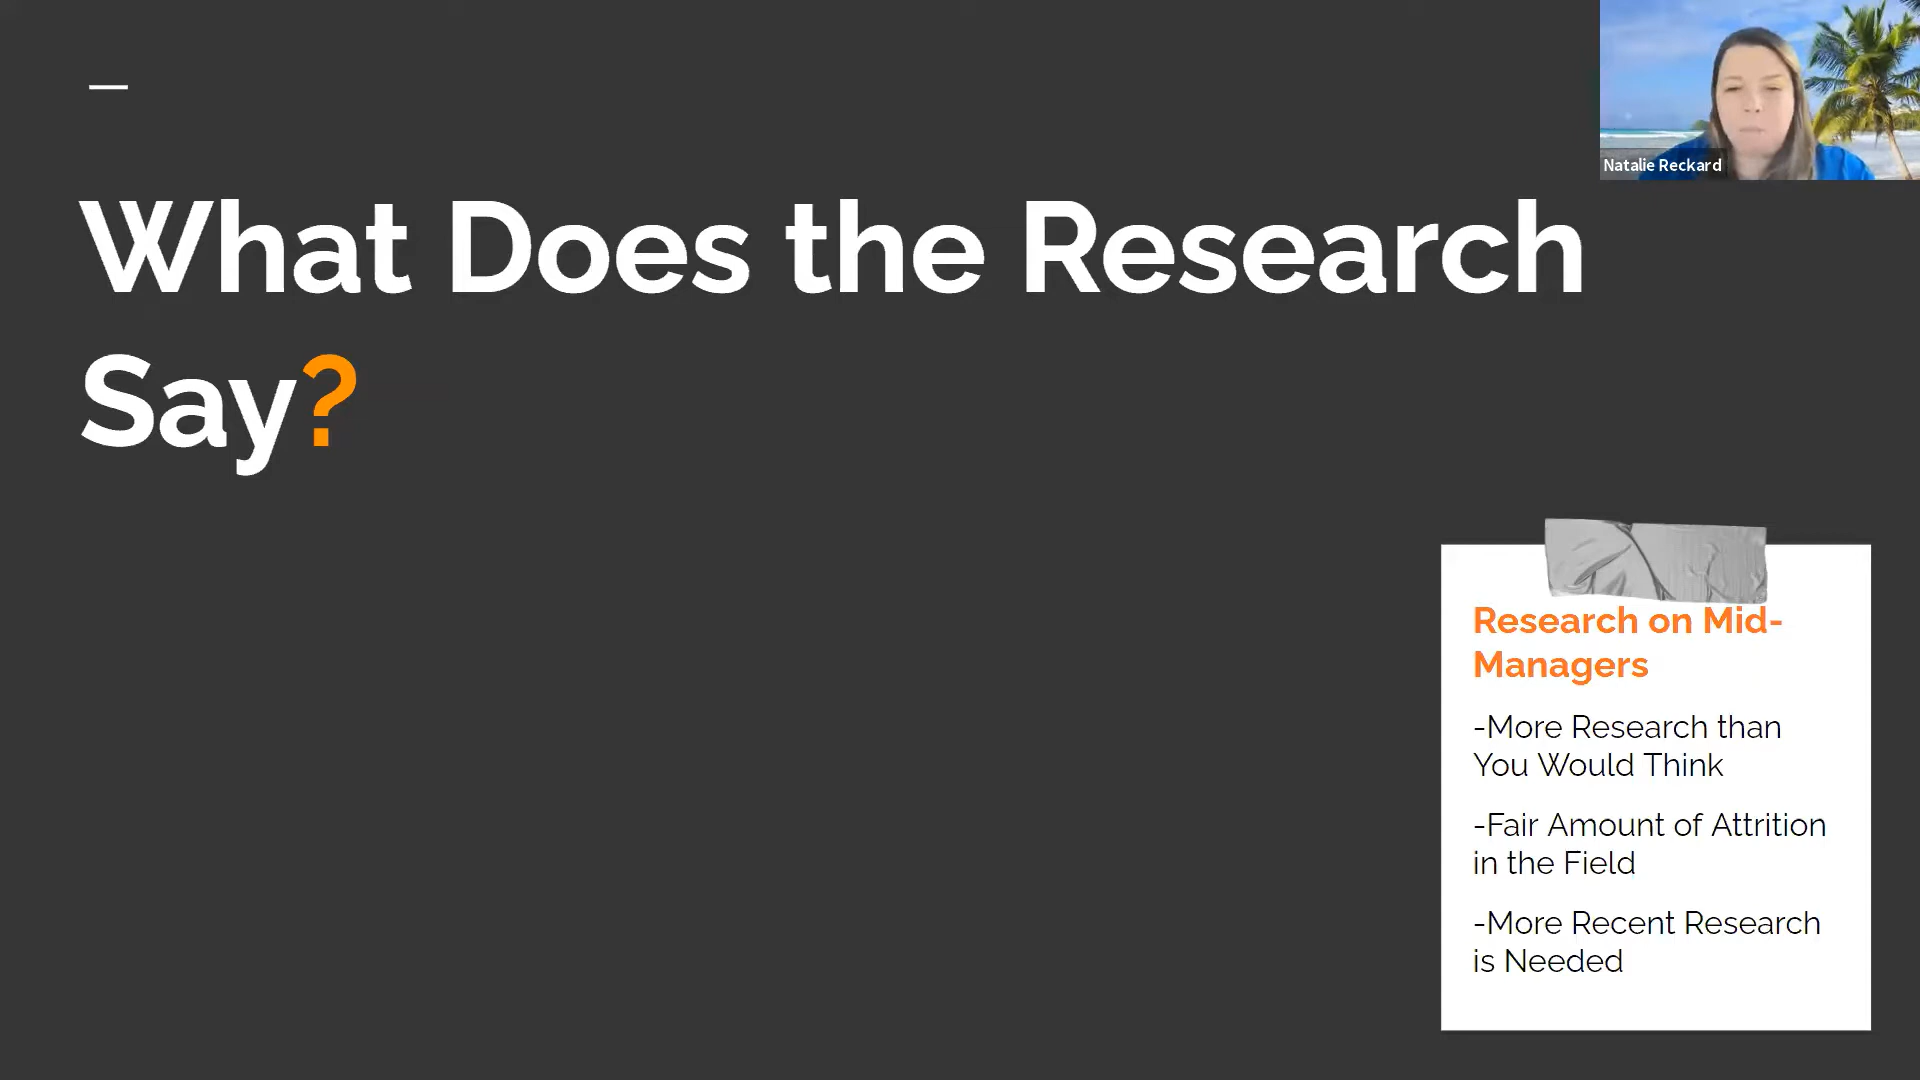 What Does the Research
Say?
Natalie Reckard
Research on Mid-
Managers
-More Research than
You Would Think
-Fair Amount of Attrition
in the Field
-More Recent Research
is Needed